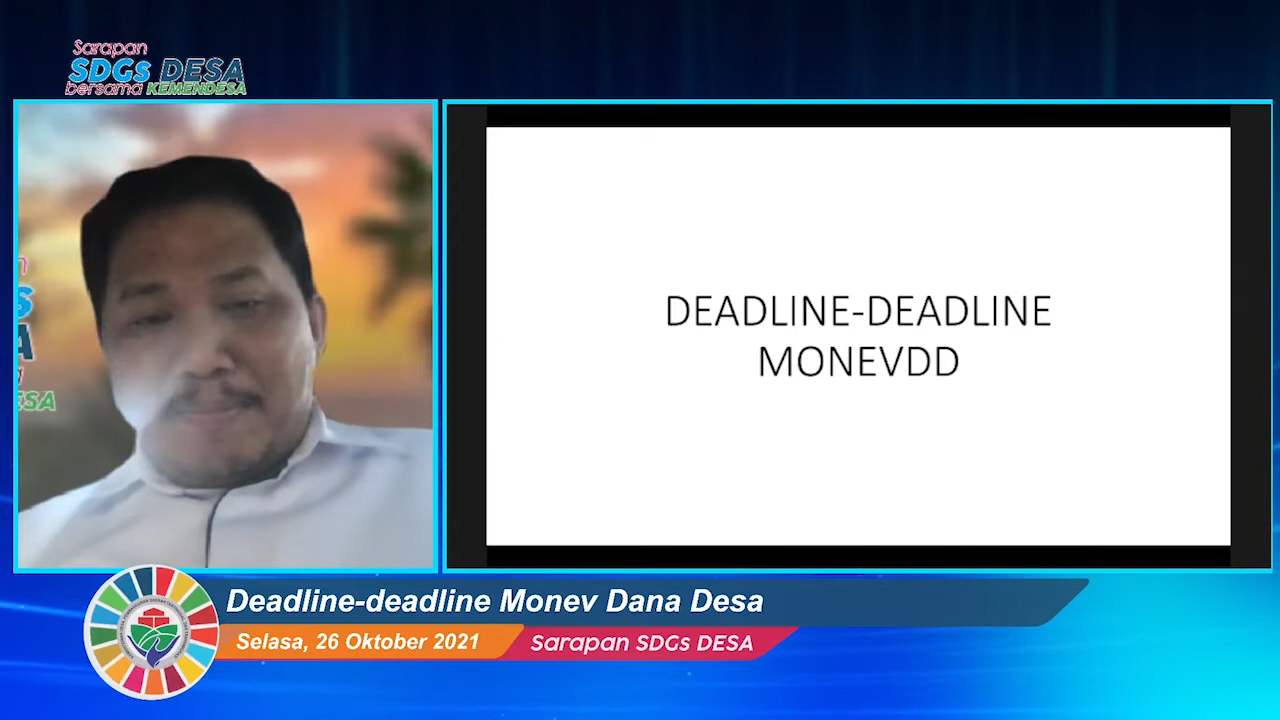 Sarapan
SDGs DESA
bersama KEMENDESA
DEADLINE-DEADLINE
MONEVDD
Deadline-deadline Monev Dana Desa
Selasa, 26 Oktober 2021
Sarapan SDGs DESA